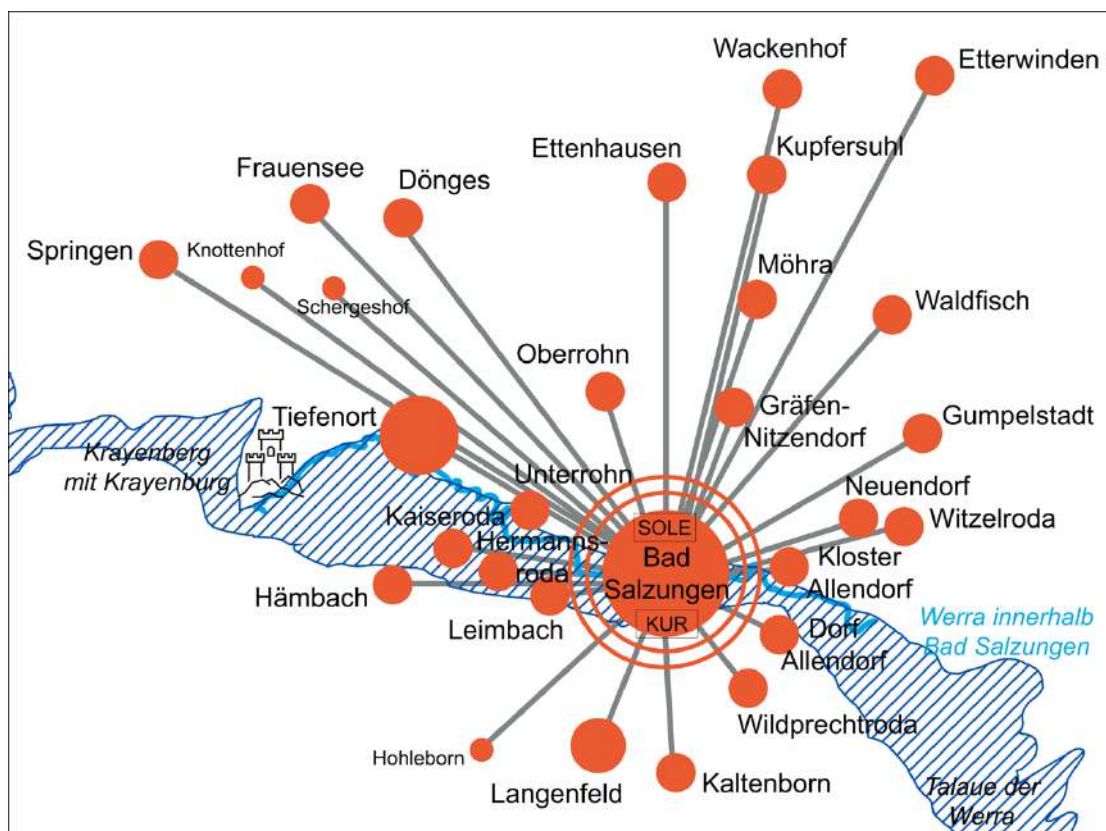 Wackenhof
Etterwinden
Ettenhausen
Kupfersuhl
Frauensee
Dönges
Springen
Knottenhof
Schergeshof
Möhra
Waldfisch
Oberrohn
Gräfen-
Nitzendorf
Gumpelstadt
Tiefenort
Krayenberg
mit Krayenburg
Unterrohn
Neuendorf
Witzelroda
Kaiseroda
Hermanns-
roda
SOLE
Bad
Salzungen
KUR
Kloster
Allendorf
Hämbach
Leimbach
Dorf
Allendorf
Werra innerhalb
Bad Salzungen
Wildprechtroda
Hohleborn
Langenfeld
Kaltenborn
Talaue der
Werra